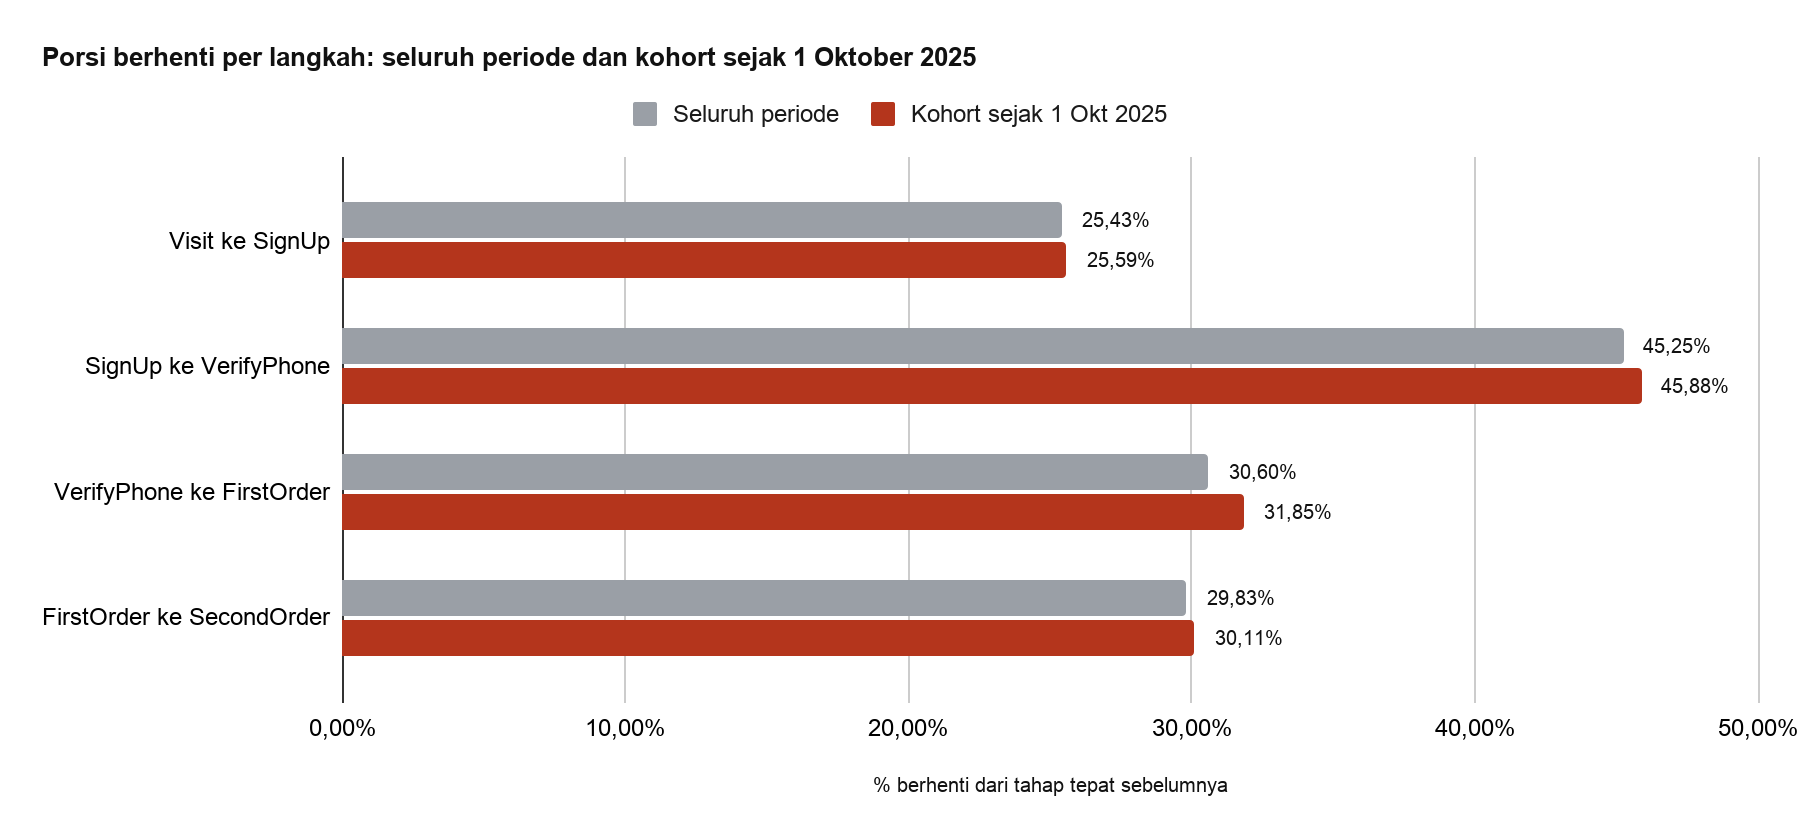 Porsi berhenti per langkah: seluruh periode dan kohort sejak 1 Oktober 2025
Seluruh periode
Kohort sejak 1 Okt 2025
Visit ke SignUp
25,43%
25,59%
SignUp ke VerifyPhone
45,25%
45,88%
VerifyPhone ke FirstOrder
30,60%
31,85%
FirstOrder ke SecondOrder
29,83%
30,11%
0,00%
10,00%
20,00%
30,00%
40,00%
50,00%
% berhenti dari tahap tepat sebelumnya